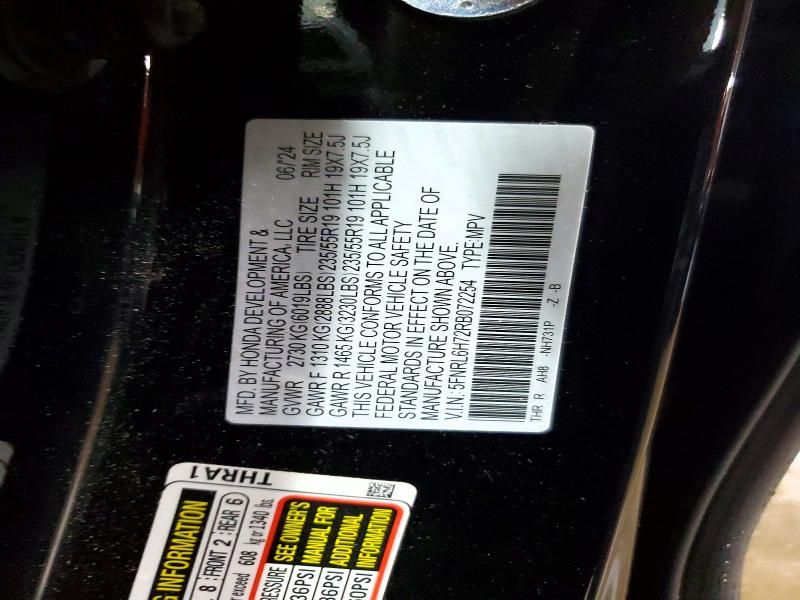 MFD. BY HONDA DEVELOPMENT &
MANUFACTURING OF AMERICA, LLC
GVWR 2730 KG(6019LBS) 06/'24
GAWR F 1310 KG(2888LBS) TIRE SIZE RIM SIZE
235/55R19 101H 19X7.5J
GAWR R 1465 KG(3230LBS) 235/55R19 101H 19X7.5J
THIS VEHICLE CONFORMS TO ALL APPLICABLE
FEDERAL MOTOR VEHICLE SAFETY
STANDARDS IN EFFECT ON THE DATE OF
MANUFACTURE SHOWN ABOVE.
V.I.N.: 5FNRL6H72RB072254 TYPE:MPV
THR R AH8 -NH731P -Z -B
THRA1
INFORMATION
8 : FRONT 2 : REAR 6
exceed 608 kg or 1340 lbs.
SEE OWNER'S
MANUAL FOR
ADDITIONAL
INFORMATION